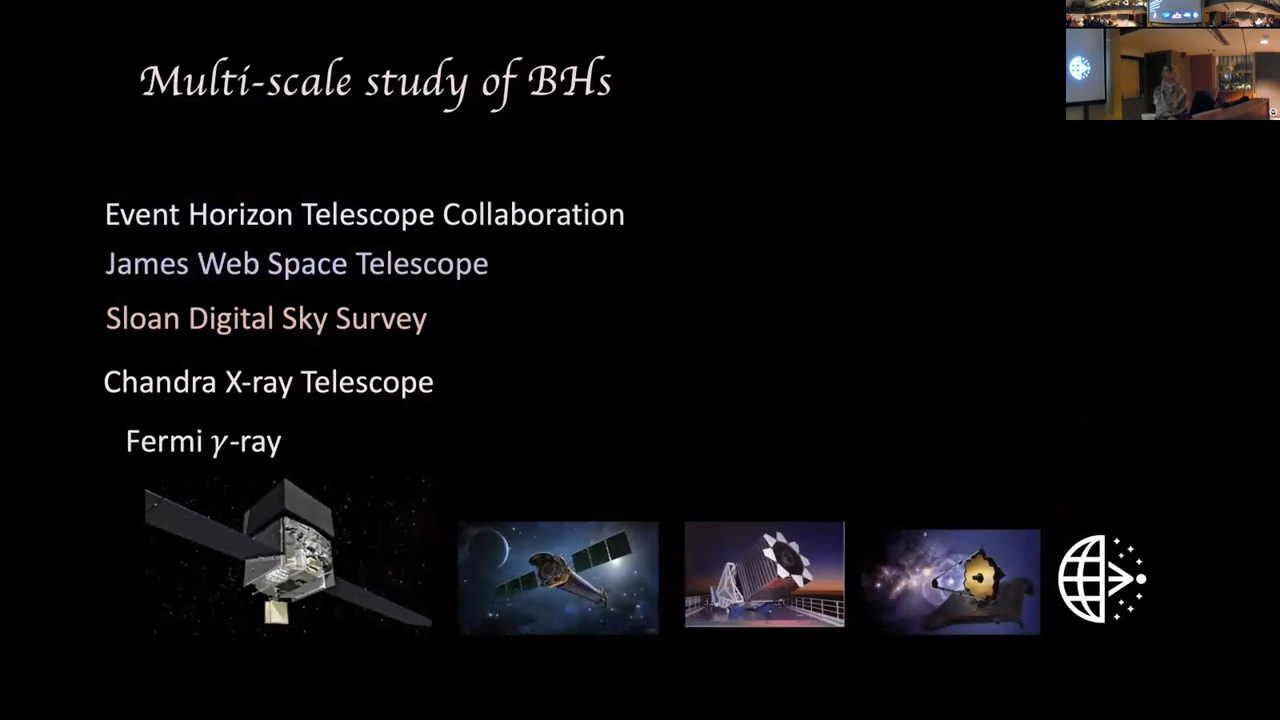 Multi-scale study of BHs
Event Horizon Telescope Collaboration
James Web Space Telescope
Sloan Digital Sky Survey
Chandra X-ray Telescope
Fermi γ-ray